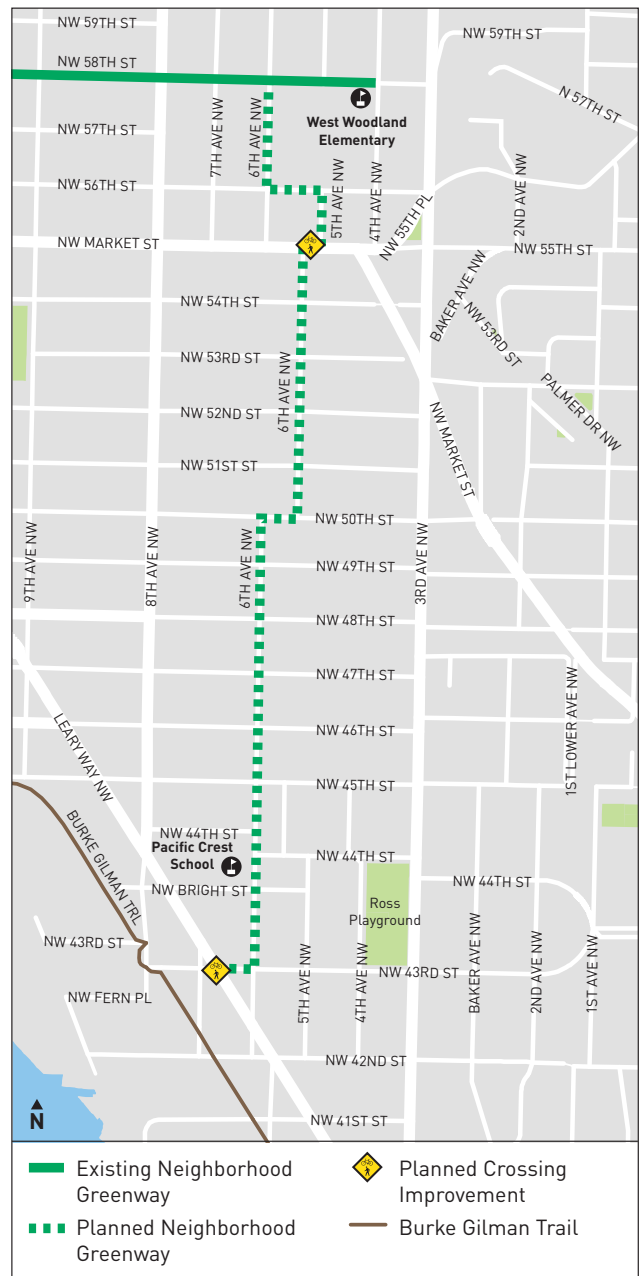 NW 59TH ST
NW 59TH ST
NW 58TH ST
N 57TH ST
West Woodland
Elementary
7TH AVE NW
6TH AVE NW
NW 57TH ST
2ND AVE NW
5TH AVE NW
4TH AVE NW
NW 56TH ST
NW 55TH PL
NW MARKET ST
NW 55TH ST
BAKER AVE NW
NW 54TH ST
NW 53RD ST
NW 53RD ST
6TH AVE NW
PALMER DR NW
NW 52ND ST
NW MARKET ST
NW 51ST ST
NW 50TH ST
9TH AVE NW
8TH AVE NW
6TH AVE NW
3RD AVE NW
NW 49TH ST
NW 48TH ST
NW 47TH ST
1ST LOWER AVE NW
NW 46TH ST
LEARY WAY NW
NW 45TH ST
BURKE GILMAN TRL
NW 44TH ST
Pacific Crest
School
NW 44TH ST
NW 44TH ST
NW BRIGHT ST
Ross
Playground
NW 43RD ST
NW 43RD ST
5TH AVE NW
4TH AVE NW
BAKER AVE NW
2ND AVE NW
1ST AVE NW
NW FERN PL
NW 42ND ST
N
NW 41ST ST
Existing Neighborhood
Greenway
Planned Neighborhood
Greenway
Planned Crossing
Improvement
Burke Gilman Trail